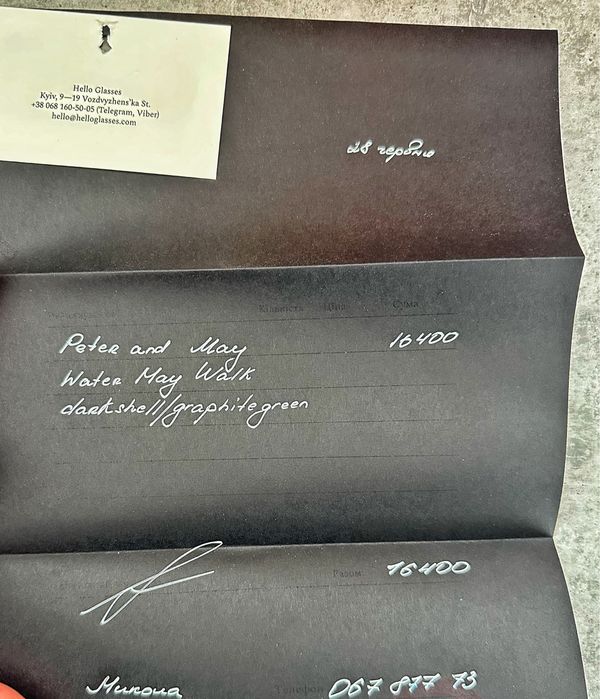 Hello Glasses
Kyiv, 9—19 Vozdvyzhens'ka St.
+38 068 160-50-05 (Telegram, Viber)
hello@helloglasses.com
28 червня
Кількість Ціна Сума
Peter and May 16400
Water May Walk
darkshell/graphitegreen
Разом 16400
Микола Телефон 067 877 73